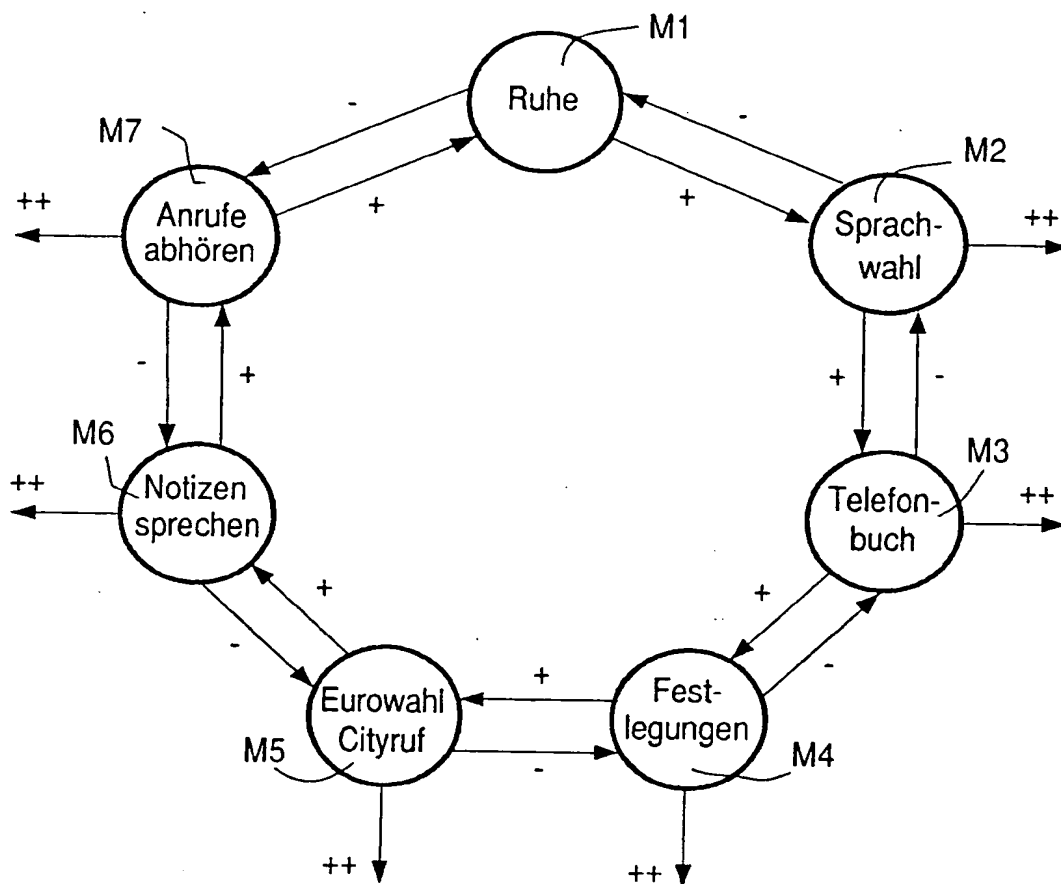 M1
Ruhe
-
-
M7
M2
+
+
++
Anrufe
abhören
Sprach-
wahl
++
-
+
+
-
M6
M3
++
Notizen
sprechen
Telefon-
buch
++
+
+
-
-
+
Eurowahl
Cityruf
Fest-
legungen
M5
-
M4
++
++